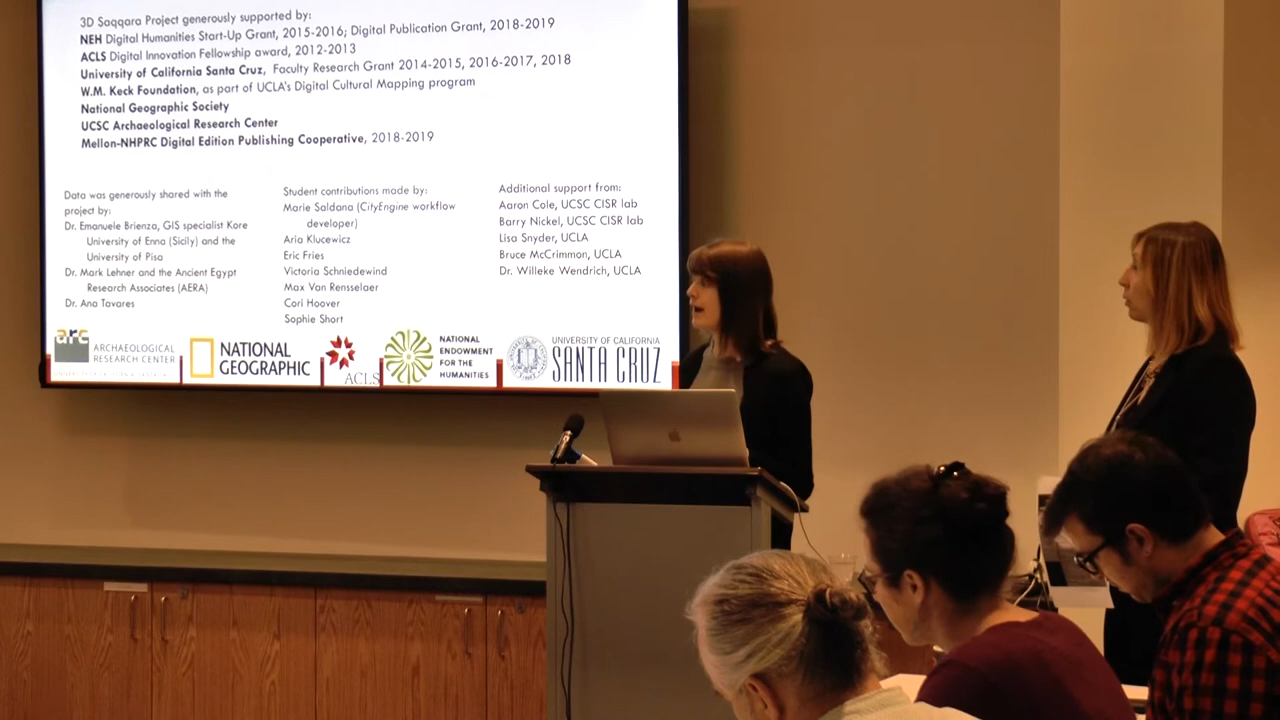 3D Saqqara Project generously supported by:
NEH Digital Humanities Start-Up Grant, 2015-2016; Digital Publication Grant, 2018-2019
ACLS Digital Innovation Fellowship award, 2012-2013
University of California Santa Cruz, Faculty Research Grant 2014-2015, 2016-2017, 2018
W.M. Keck Foundation, as part of UCLA's Digital Cultural Mapping program
National Geographic Society
UCSC Archaeological Research Center
Mellon-NHPRC Digital Edition Publishing Cooperative, 2018-2019
Data was generously shared with the
project by:
Dr. Emanuele Brienza, GIS specialist Kore
University of Enna (Sicily) and the
University of Pisa
Dr. Mark Lehner and the Ancient Egypt
Research Associates (AERA)
Dr. Ana Tavares
Student contributions made by:
Marie Saldana (CityEngine workflow
developer)
Aria Klucewicz
Eric Fries
Victoria Schniedewind
Max Van Rensselaer
Cori Hoover
Sophie Short
Additional support from:
Aaron Cole, UCSC CISR lab
Barry Nickel, UCSC CISR lab
Lisa Snyder, UCLA
Bruce McCrimmon, UCLA
Dr. Willeke Wendrich, UCLA
arc
ARCHAEOLOGICAL
RESEARCH CENTER
NATIONAL
GEOGRAPHIC
ACLS
NATIONAL
ENDOWMENT
FOR THE
HUMANITIES
UNIVERSITY OF CALIFORNIA
SANTA CRUZ